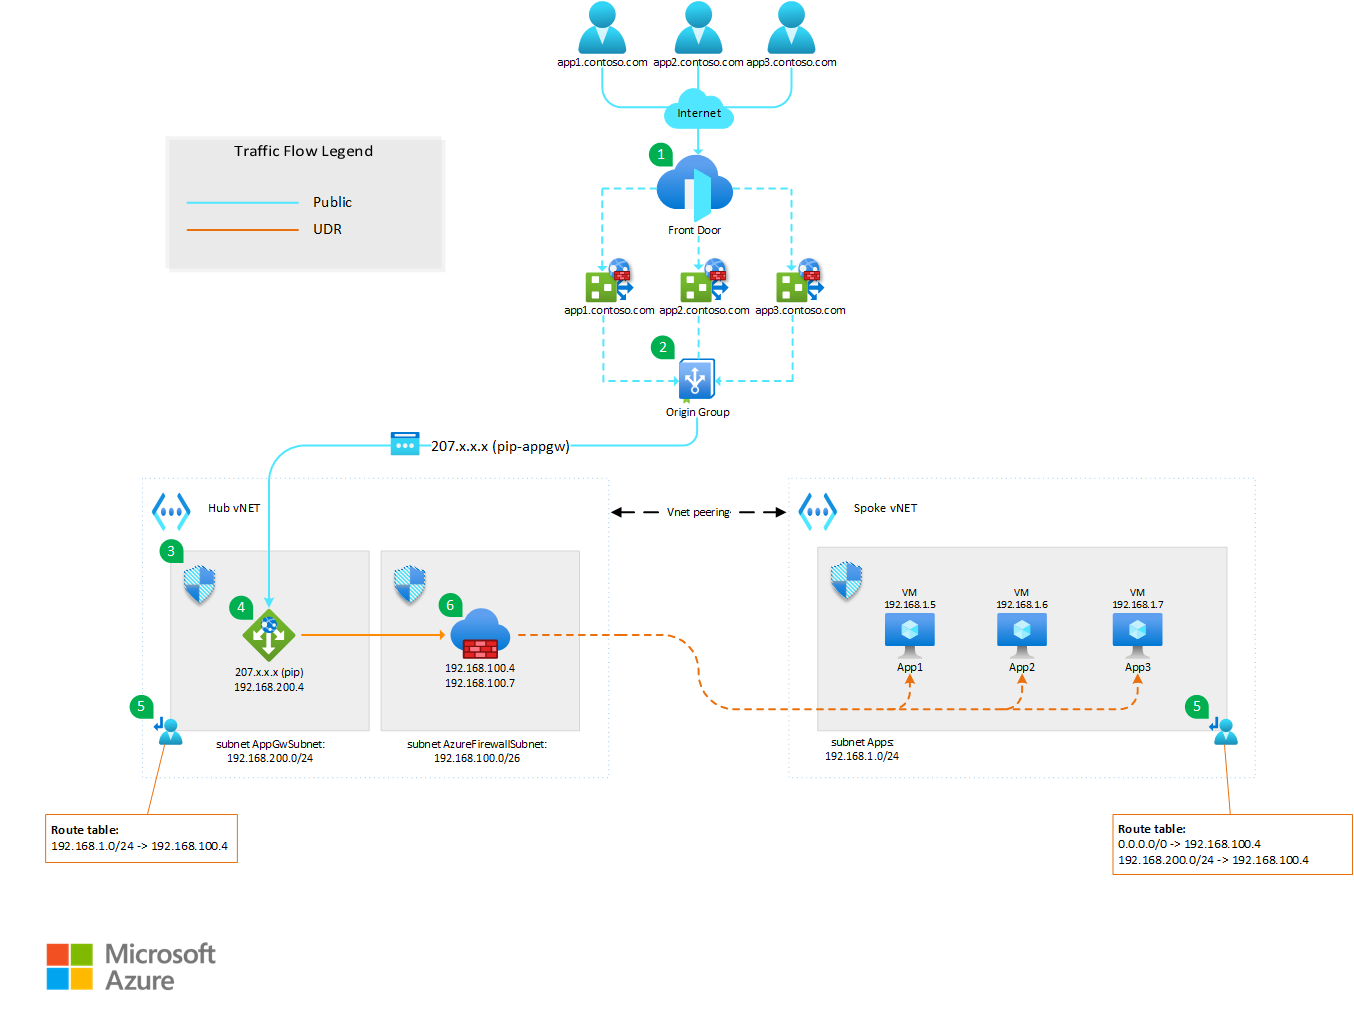 app1.contoso.com
app2.contoso.com
app3.contoso.com
Internet
Traffic Flow Legend
Public
UDR
1
Front Door
app1.contoso.com
app2.contoso.com
app3.contoso.com
2
Origin Group
207.x.x.x (pip-appgw)
Hub vNET
Vnet peering
Spoke vNET
3
4
207.x.x.x (pip)
192.168.200.4
6
192.168.100.4
192.168.100.7
VM
192.168.1.5
App1
VM
192.168.1.6
App2
VM
192.168.1.7
App3
5
subnet AppGwSubnet:
192.168.200.0/24
subnet AzureFirewallSubnet:
192.168.100.0/26
subnet Apps:
192.168.1.0/24
5
Route table:
192.168.1.0/24 -> 192.168.100.4
Route table:
0.0.0.0/0 -> 192.168.100.4
192.168.200.0/24 -> 192.168.100.4
Microsoft
Azure